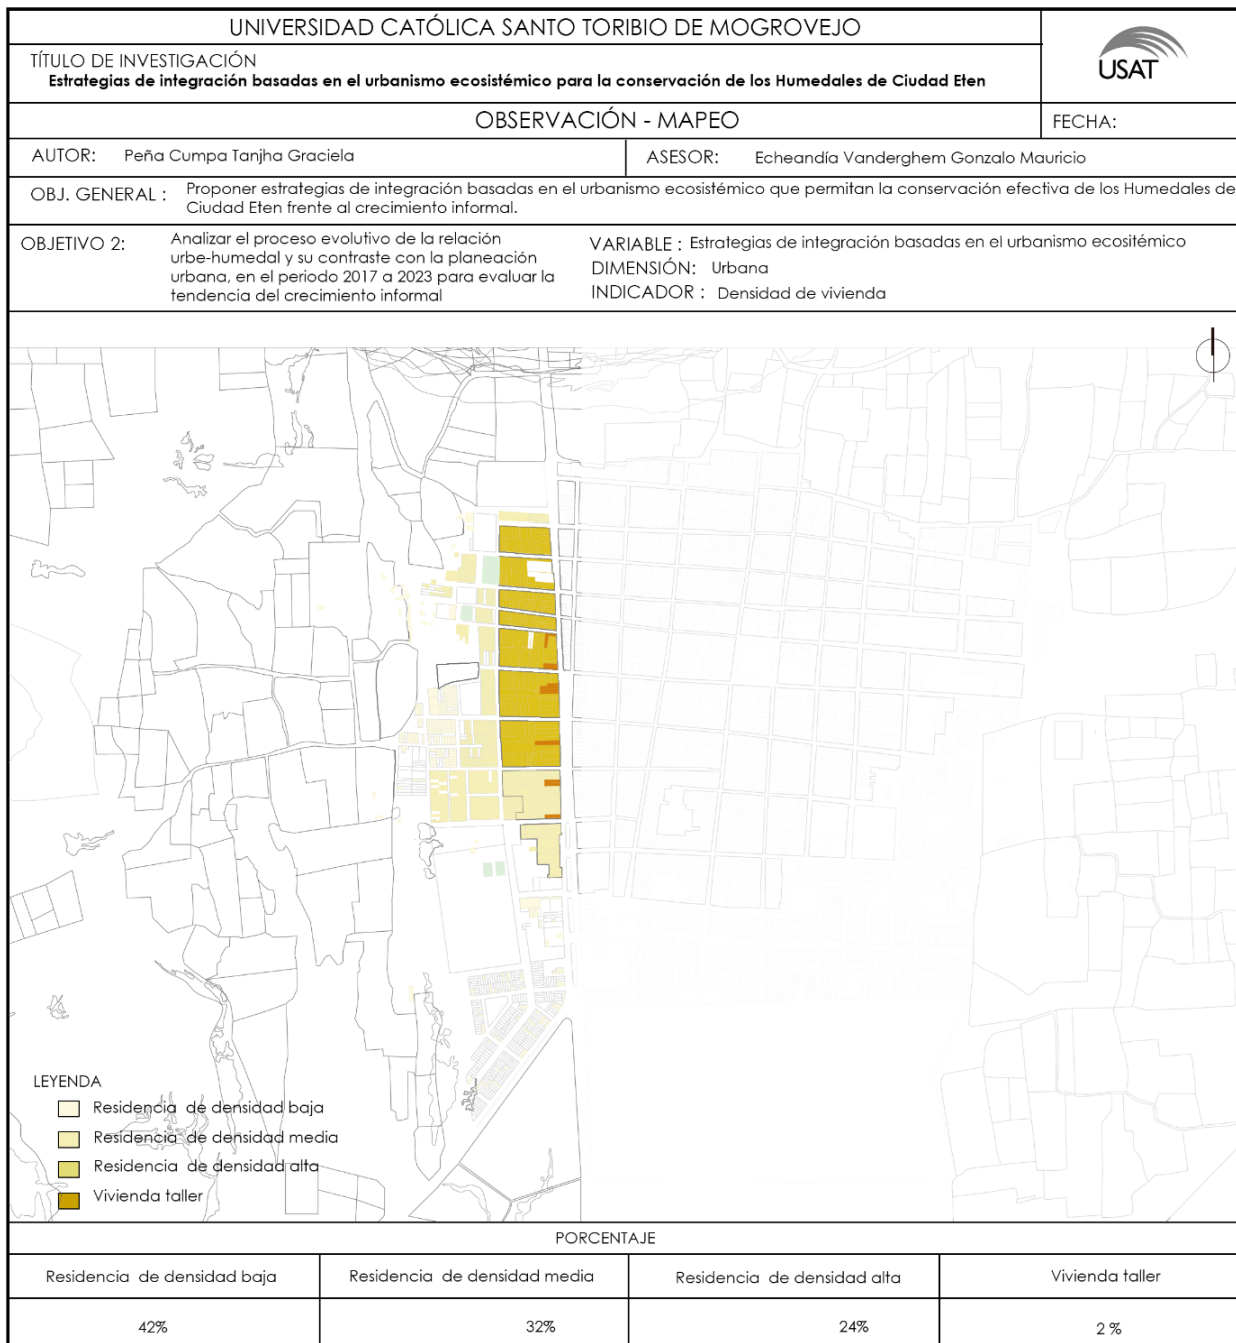 UNIVERSIDAD CATÓLICA SANTO TORIBIO DE MOGROVEJO
USAT
TÍTULO DE INVESTIGACIÓN
Estrategias de integración basadas en el urbanismo ecosistémico para la conservación de los Humedales de Ciudad Eten
OBSERVACIÓN - MAPEO
FECHA:
AUTOR: Peña Cumpa Tanjha Graciela
ASESOR: Echeandía Vanderghem Gonzalo Mauricio
OBJ. GENERAL : Proponer estrategias de integración basadas en el urbanismo ecosistémico que permitan la conservación efectiva de los Humedales de
Ciudad Eten frente al crecimiento informal.
OBJETIVO 2: Analizar el proceso evolutivo de la relación
urbe-humedal y su contraste con la planeación
urbana, en el periodo 2017 a 2023 para evaluar la
tendencia del crecimiento informal
VARIABLE : Estrategias de integración basadas en el urbanismo ecositémico
DIMENSIÓN: Urbana
INDICADOR : Densidad de vivienda
LEYENDA
Residencia de densidad baja
Residencia de densidad media
Residencia de densidad alta
Vivienda taller
PORCENTAJE
Residencia de densidad baja
Residencia de densidad media
Residencia de densidad alta
Vivienda taller
42%
32%
24%
2 %